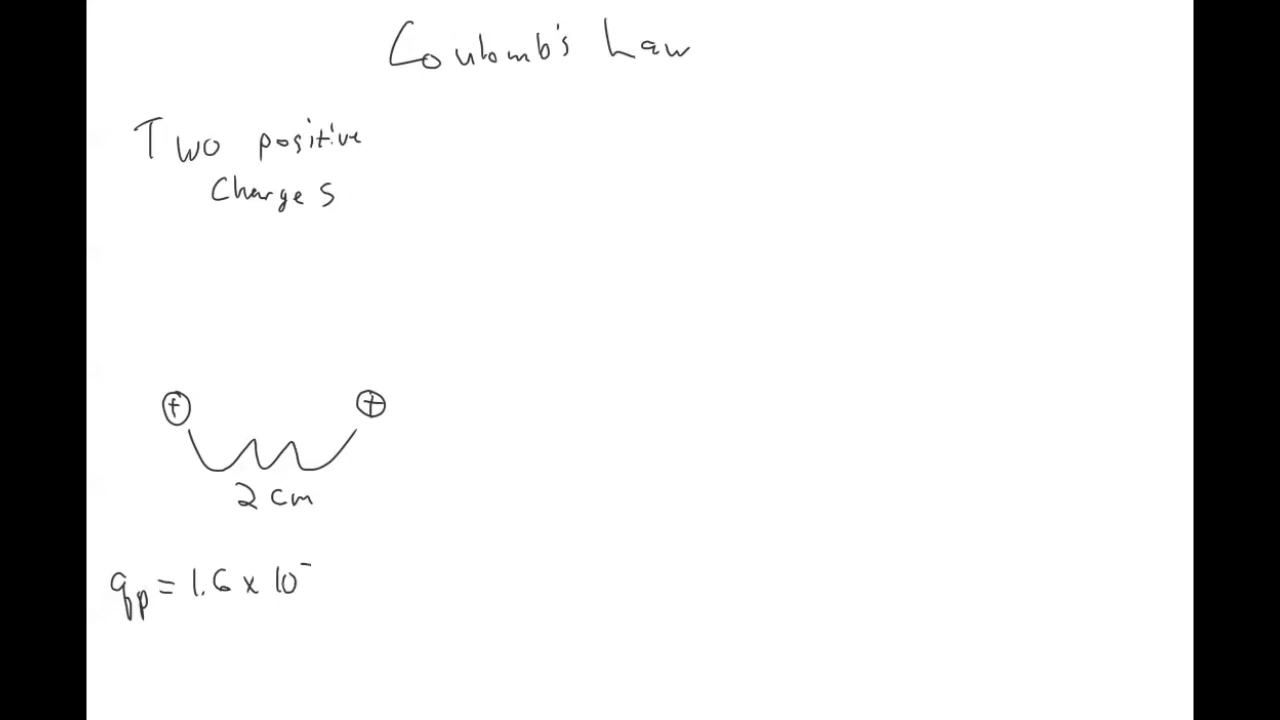 Coulomb's Law
Two positive
charges
+ +
2 cm
qp = 1.6 x 10-